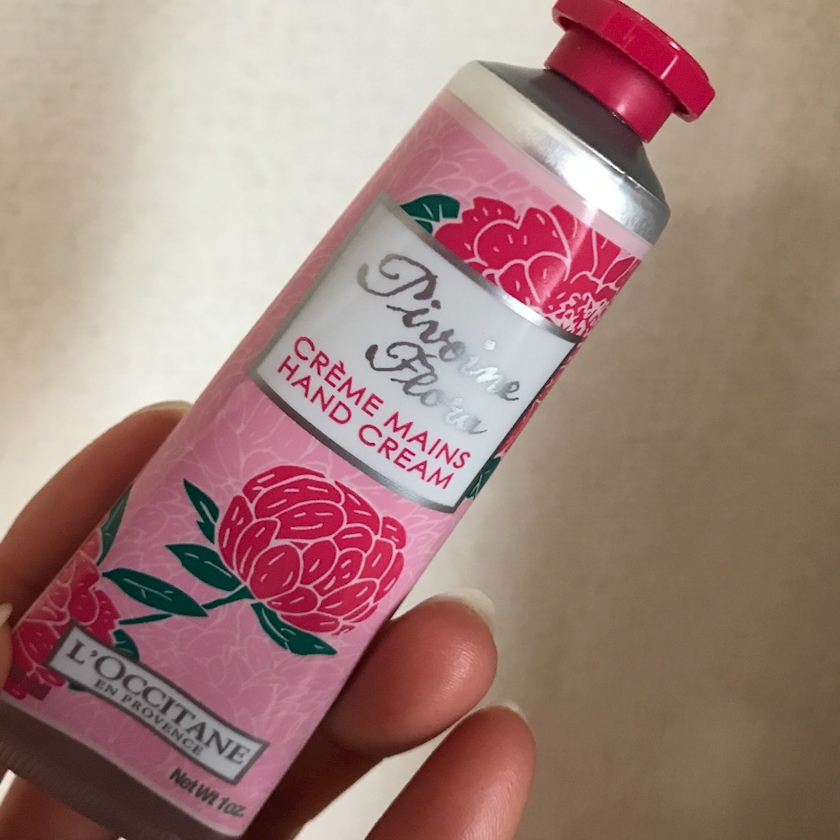 Pivoine
Flora
CRÈME MAINS
HAND CREAM
L'OCCITANE
EN PROVENCE
Net Wt 1oz.